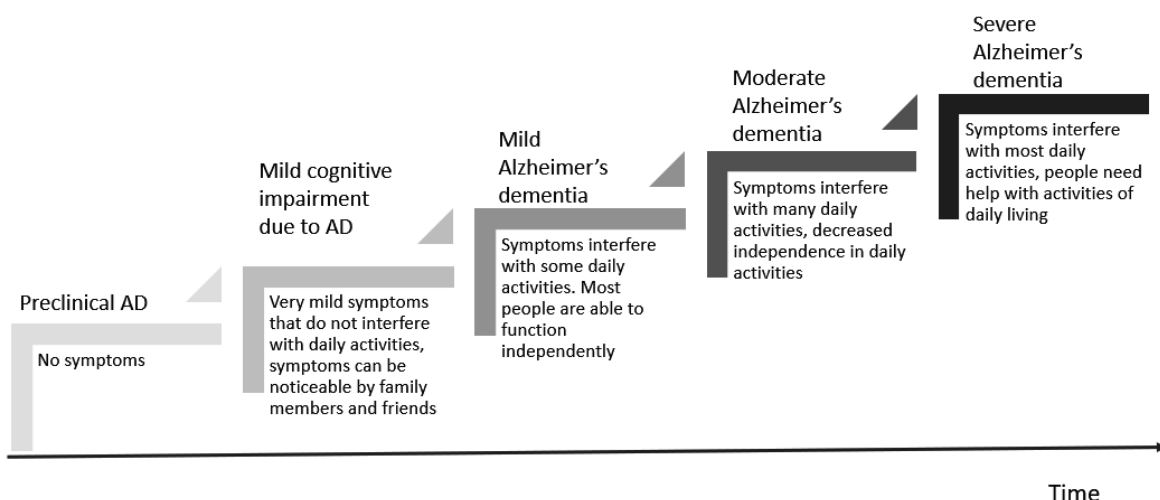 Preclinical AD
No symptoms
Mild cognitive
impairment
due to AD
Very mild symptoms
that do not interfere
with daily activities,
symptoms can be
noticeable by family
members and friends
Mild
Alzheimer's
dementia
Symptoms interfere
with some daily
activities. Most
people are able to
function
independently
Moderate
Alzheimer's
dementia
Symptoms interfere
with many daily
activities, decreased
independence in daily
activities
Severe
Alzheimer's
dementia
Symptoms interfere
with most daily
activities, people need
help with activities of
daily living
Time